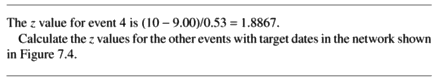 The z value for event 4 is (10 – 9.00)/0.53 = 1.8867.
Calculate the z values for the other events with target dates in the network shown
in Figure 7.4.